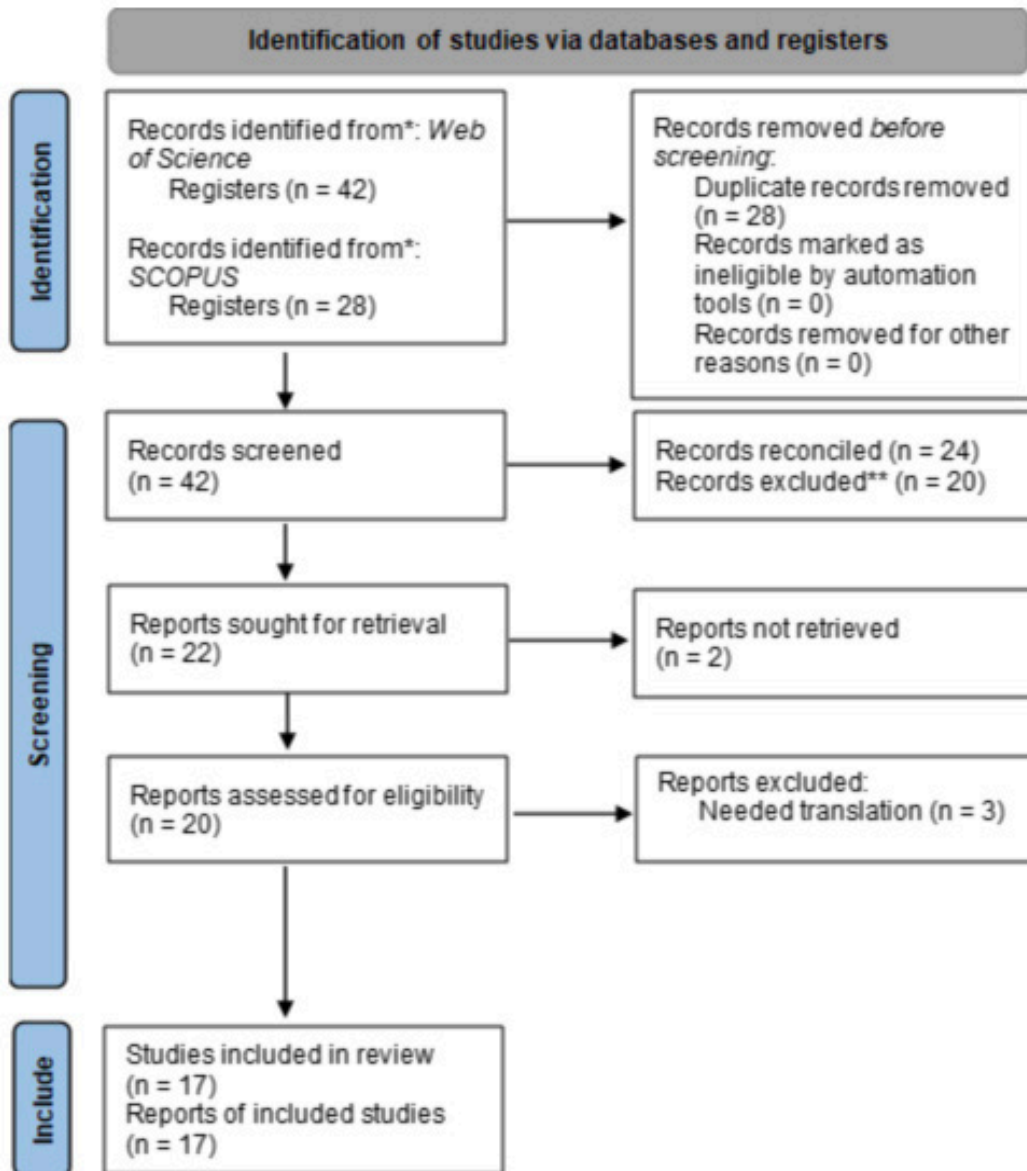 Identification of studies via databases and registers
Identification
Records identified from*: Web
of Science
Registers (n = 42)
Records identified from*:
SCOPUS
Registers (n = 28)
Records removed before
screening:
Duplicate records removed
(n = 28)
Records marked as
ineligible by automation
tools (n = 0)
Records removed for other
reasons (n = 0)
Screening
Records screened
(n = 42)
Records reconciled (n = 24)
Records excluded** (n = 20)
Reports sought for retrieval
(n = 22)
Reports not retrieved
(n = 2)
Reports assessed for eligibility
(n = 20)
Reports excluded:
Needed translation (n = 3)
Include
Studies included in review
(n = 17)
Reports of included studies
(n = 17)